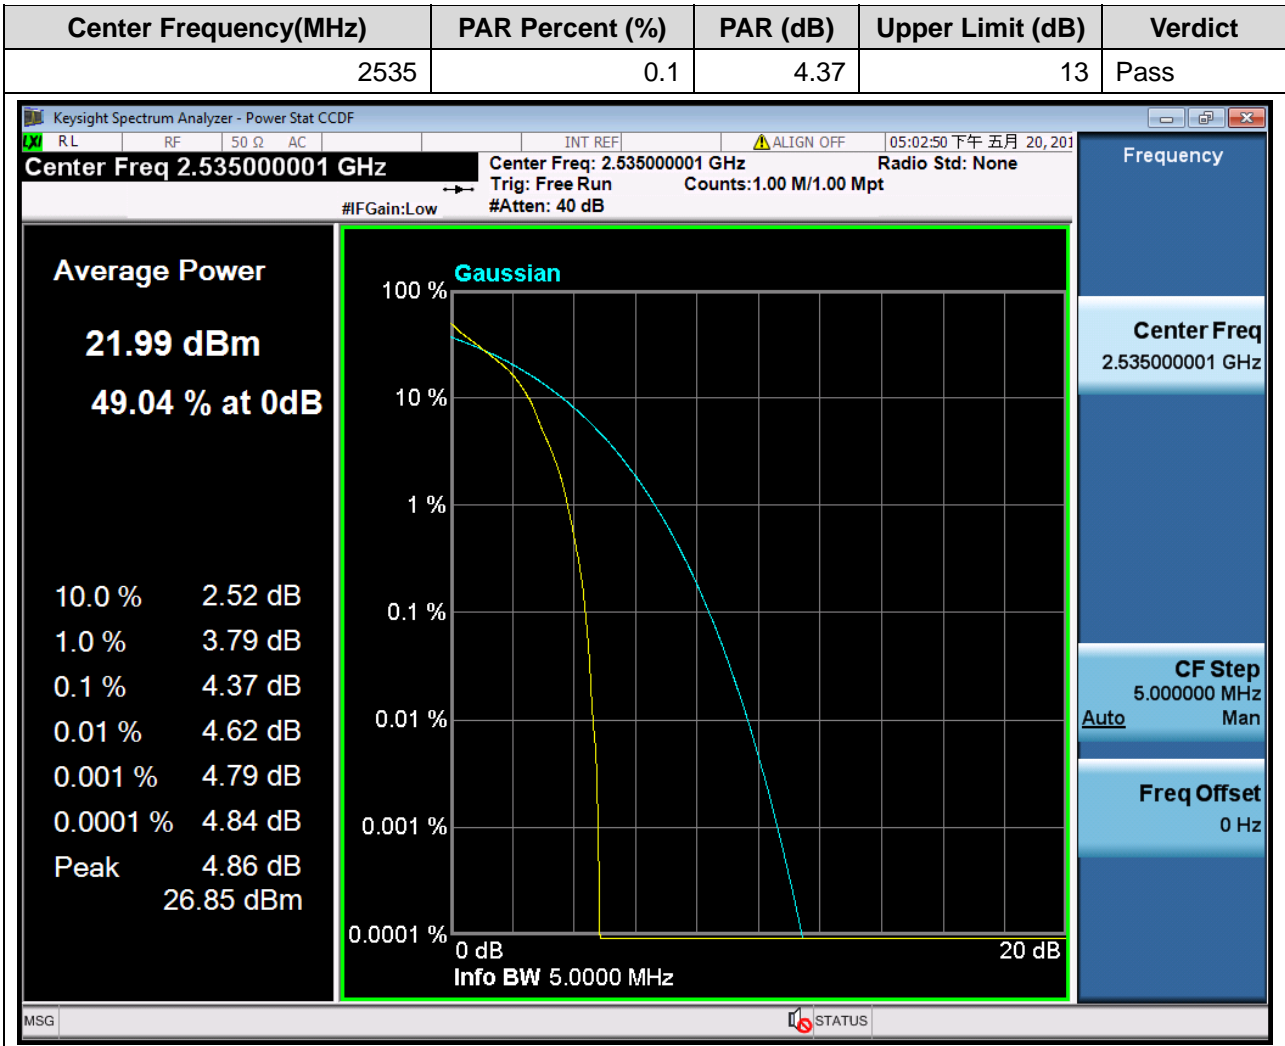 Center Frequency(MHz) PAR Percent (%) PAR (dB) Upper Limit (dB) Verdict
2535 0.1 4.37 13 Pass
Keysight Spectrum Analyzer - Power Stat CCDF
LXI RL RF 50 Ω AC INT REF ALIGN OFF 05:02:50 下午 五月 20, 201
Center Freq 2.535000001 GHz
#IFGain:Low
Center Freq: 2.535000001 GHz
Trig: Free Run
#Atten: 40 dB
Counts:1.00 M/1.00 Mpt
Radio Std: None
Average Power
21.99 dBm
49.04 % at 0dB
10.0 % 2.52 dB
1.0 % 3.79 dB
0.1 % 4.37 dB
0.01 % 4.62 dB
0.001 % 4.79 dB
0.0001 % 4.84 dB
Peak 4.86 dB
26.85 dBm
Gaussian
100 %
10 %
1 %
0.1 %
0.01 %
0.001 %
0.0001 %
0 dB 20 dB
Info BW 5.0000 MHz
Frequency
Center Freq
2.535000001 GHz
CF Step
5.000000 MHz
Auto Man
Freq Offset
0 Hz
MSG STATUS